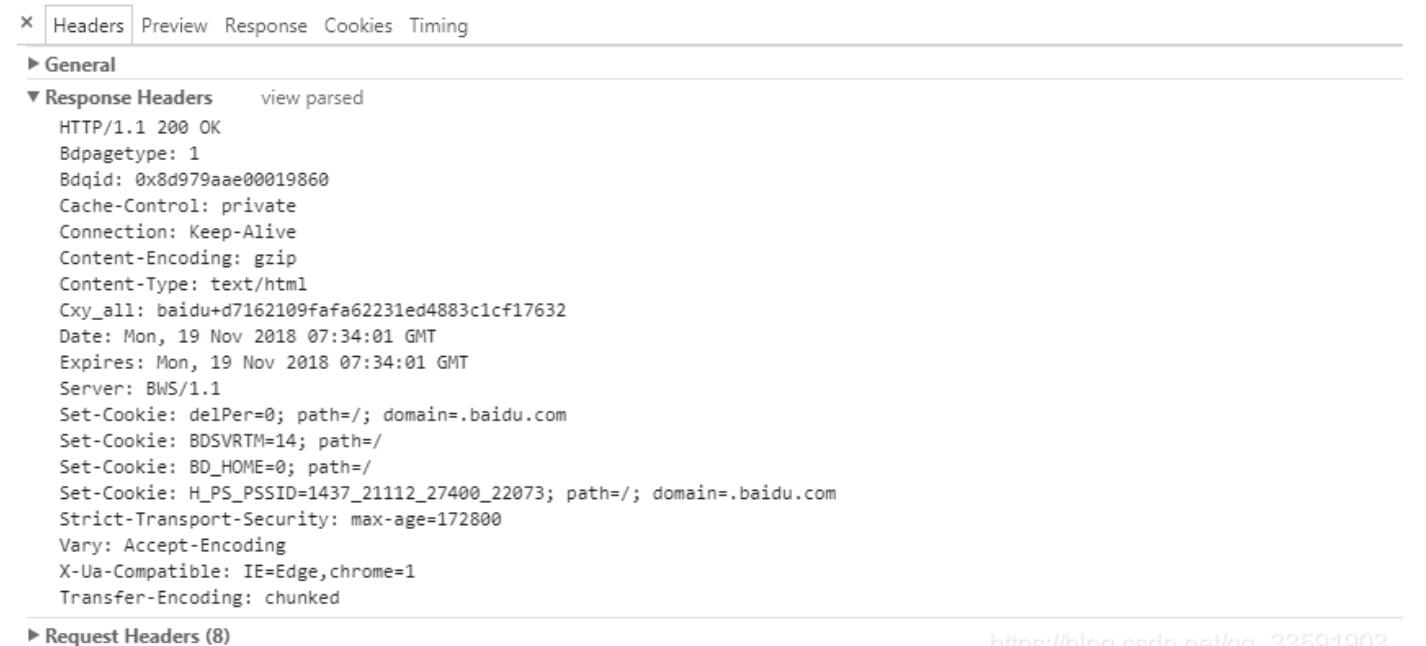 × Headers Preview Response Cookies Timing
▶ General
▼ Response Headers view parsed
HTTP/1.1 200 OK
Bdpagetype: 1
Bdqid: 0x8d979aae00019860
Cache-Control: private
Connection: Keep-Alive
Content-Encoding: gzip
Content-Type: text/html
Cxy_all: baidu+d7162109fafa62231ed4883c1cf17632
Date: Mon, 19 Nov 2018 07:34:01 GMT
Expires: Mon, 19 Nov 2018 07:34:01 GMT
Server: BWS/1.1
Set-Cookie: delPer=0; path=/; domain=.baidu.com
Set-Cookie: BDSVRTM=14; path=/
Set-Cookie: BD_HOME=0; path=/
Set-Cookie: H_PS_PSSID=1437_21112_27400_22073; path=/; domain=.baidu.com
Strict-Transport-Security: max-age=172800
Vary: Accept-Encoding
X-Ua-Compatible: IE=Edge,chrome=1
Transfer-Encoding: chunked
▶ Request Headers (8)
https://blog.csdn.net/qq_33591903